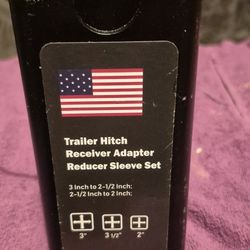 Trailer Hitch
Receiver Adapter
Reducer Sleeve Set
3 Inch to 2-1/2 Inch;
2-1/2 Inch to 2 Inch;
3" 3 1/2" 2"